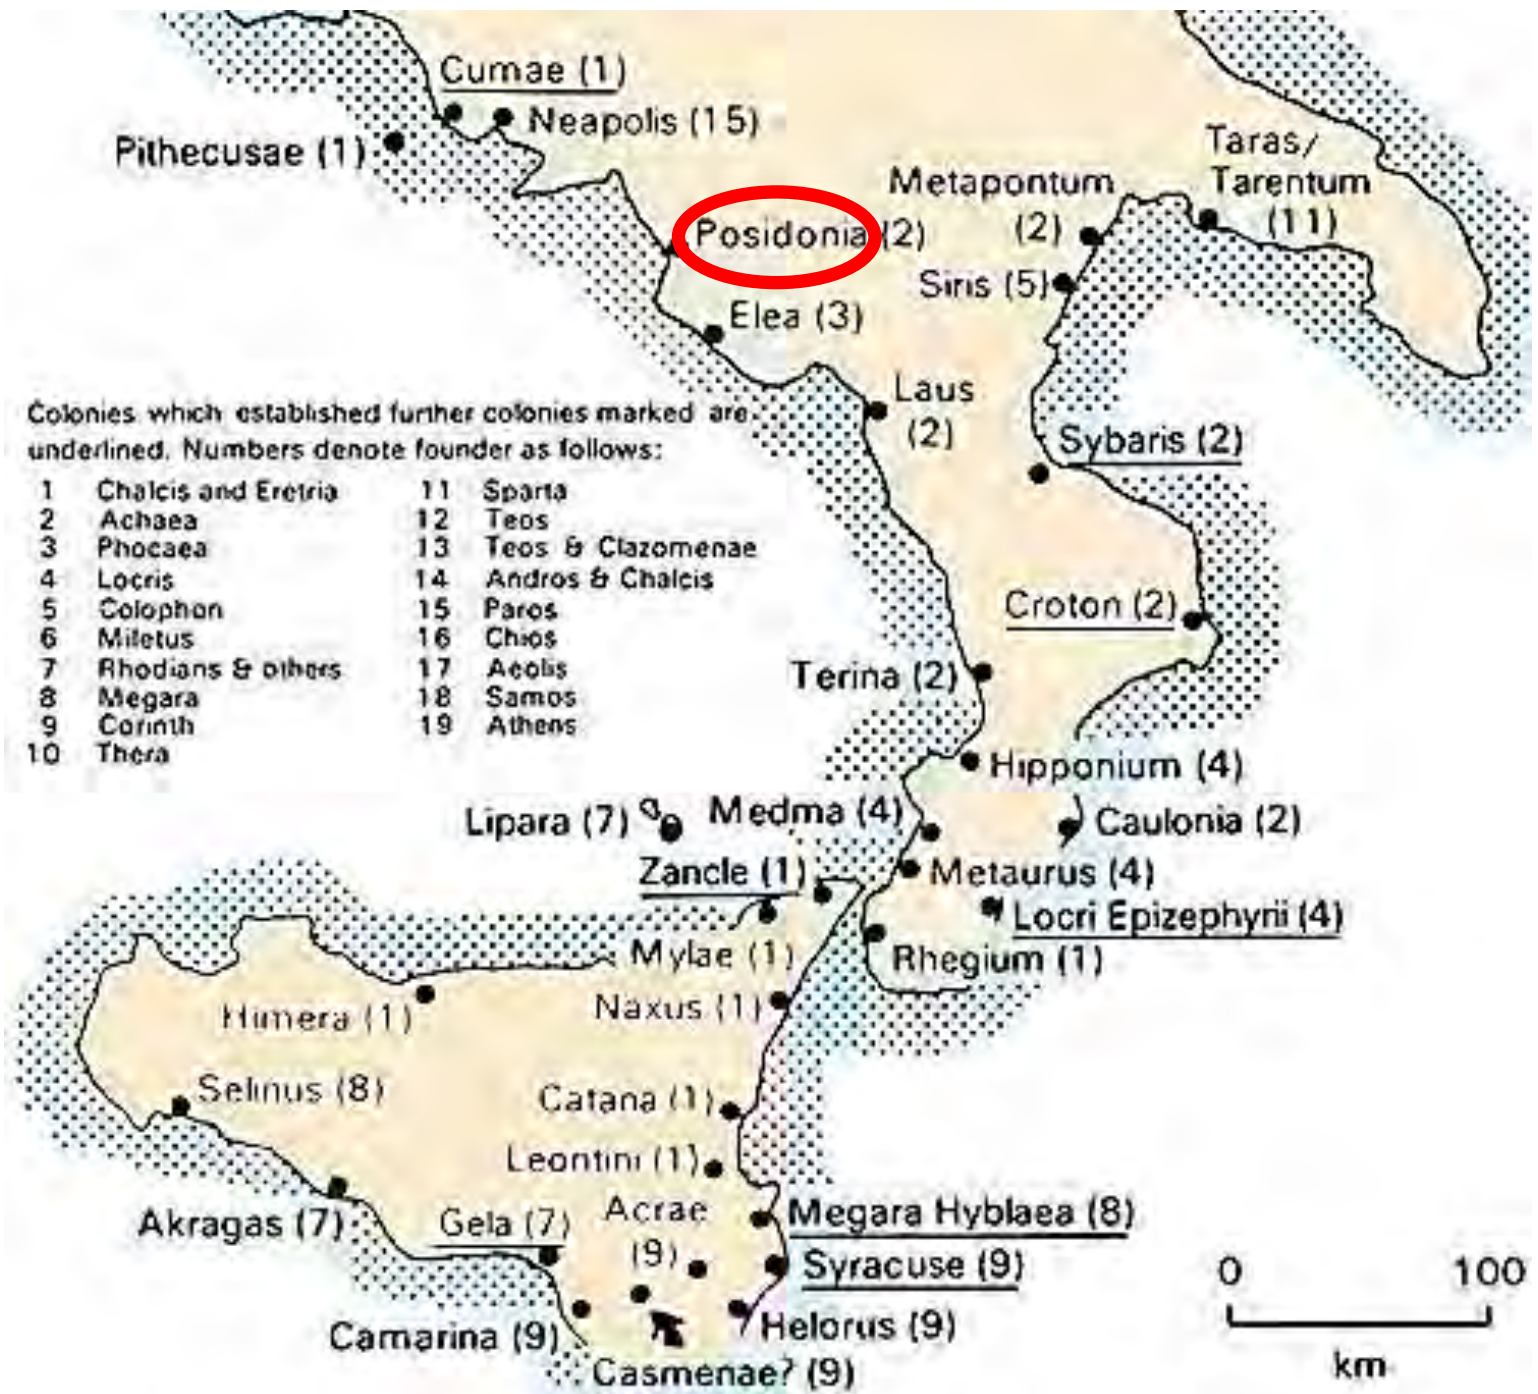 Cumae (1)
Neapolis (15)
Pithecusae (1)
Taras/
Tarentum
(11)
Metapontum
(2)
Posidonia (2)
Siris (5)
Elea (3)
Laus
(2)
Sybaris (2)
Colonies which established further colonies marked are
underlined. Numbers denote founder as follows:
1 Chalcis and Eretria
2 Achaea
3 Phocaea
4 Locris
5 Colophon
6 Miletus
7 Rhodians & others
8 Megara
9 Corinth
10 Thera
11 Sparta
12 Teos
13 Teos & Clazomenae
14 Andros & Chalcis
15 Paros
16 Chios
17 Aeolis
18 Samos
19 Athens
Croton (2)
Terina (2)
Hipponium (4)
Lipara (7)
Medma (4)
Caulonia (2)
Zancle (1)
Metaurus (4)
Locri Epizephyrii (4)
Mylae (1)
Rhegium (1)
Himera (1)
Naxus (1)
Selinus (8)
Catana (1)
Leontini (1)
Akragas (7)
Gela (7)
Acrae
(9)
Megara Hyblaea (8)
Syracuse (9)
Camarina (9)
Helorus (9)
Casmenae? (9)
0 100
km